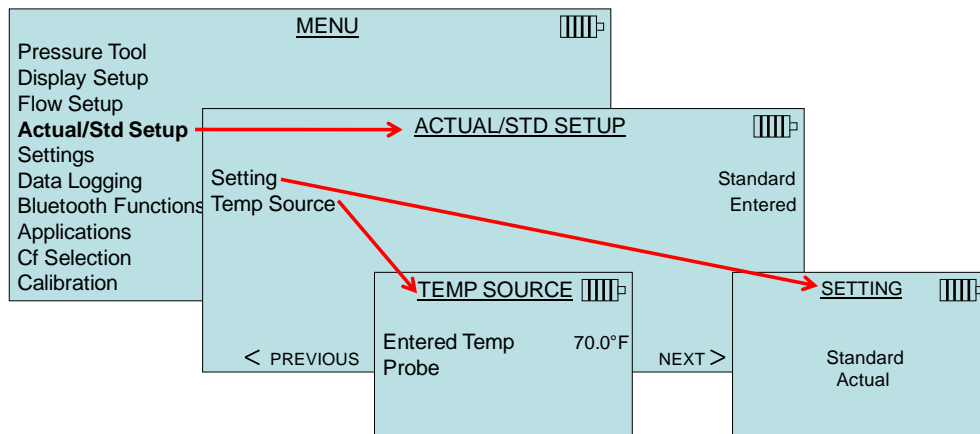 MENU
Pressure Tool
Display Setup
Flow Setup
Actual/Std Setup
Settings
Data Logging
Bluetooth Functions
Applications
Cf Selection
Calibration
ACTUAL/STD SETUP
Setting Standard
Temp Source Entered
< PREVIOUS NEXT >
TEMP SOURCE
Entered Temp 70.0°F
Probe
SETTING
Standard
Actual